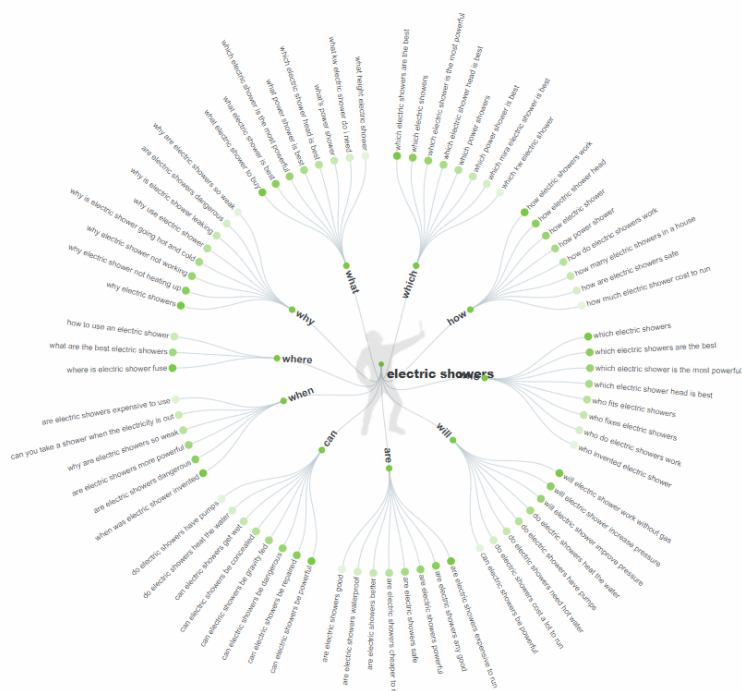 electric showers
what
what height electric shower
what kw electric shower do i need
what's power shower
which electric shower head is best
what power shower is best
which electric shower is the most powerful
what electric shower is best
what electric shower to buy
which
which electric showers are the best
which electric showers
which electric shower is the most powerful
which electric shower head is best
which power showers
which power shower is best
which mira electric shower is best
which kw electric shower
how
how electric showers work
how electric shower head
how electric shower
how power shower
how do electric showers work
how many electric showers in a house
how are electric showers safe
how much electric shower cost to run
which electric showers
which electric showers are the best
which electric shower is the most powerful
which electric shower head is best
who fits electric showers
who fixes electric showers
who do electric showers work
who invented electric shower
will
will electric shower work without gas
will electric shower increase pressure
will electric shower improve pressure
do electric showers heat the water
do electric showers have pumps
do electric showers need hot water
do electric showers cost a lot to run
can electric showers be powerful
are
are electric showers expensive to run
are electric showers any good
are electric showers powerful
are electric showers safe
are electric showers cheaper to
are electric showers better
are electric showers waterproof
are electric showers good
can
can electric showers be powerful
can electric showers be repaired
can electric showers be dangerous
can electric showers be gravity fed
can electric showers be concealed
can electric showers get wet
do electric showers heat the water
do electric showers have pumps
when
are electric showers expensive to use
can you take a shower when the electricity is out
why are electric showers so weak
are electric showers more powerful
are electric showers dangerous
when was electric shower invented
where
how to use an electric shower
what are the best electric showers
where is electric shower fuse
why
why are electric showers so weak
are electric showers dangerous
why is electric shower leaking
why use electric shower
why is electric shower going hot and cold
why electric shower not working
why electric shower not heating up
why electric showers